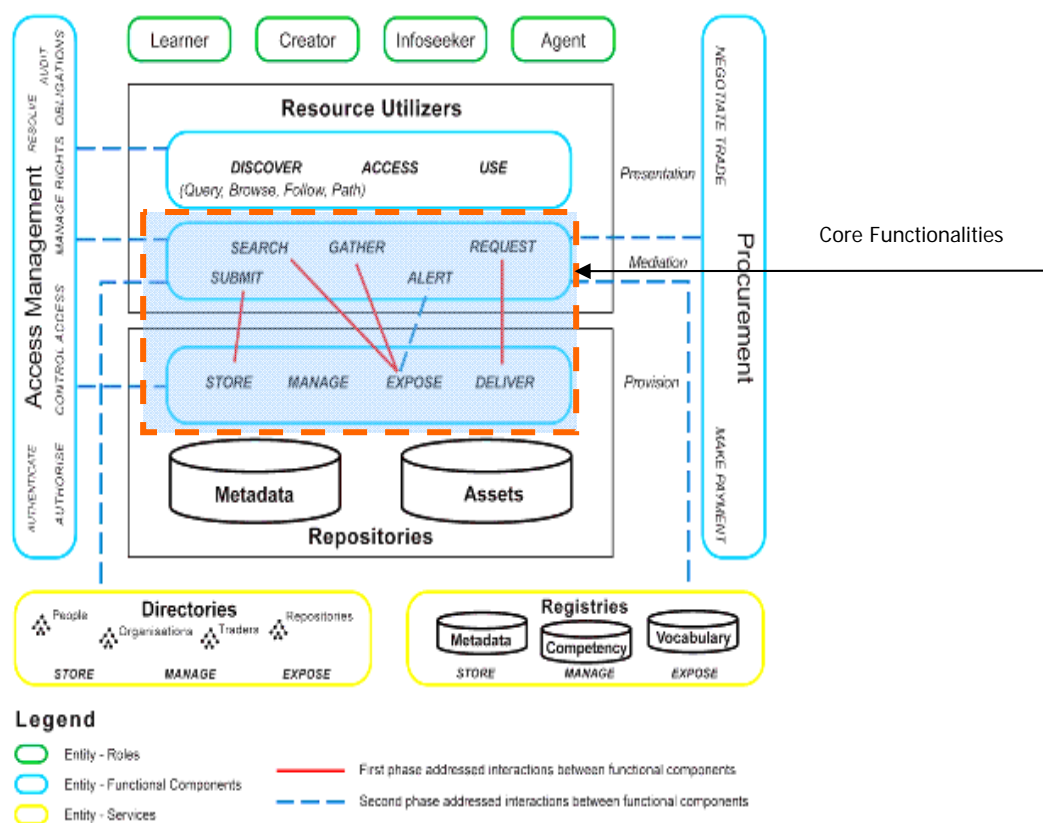 Learner
Creator
Infoseeker
Agent
Resource Utilizers
DISCOVER ACCESS USE
(Query, Browse, Follow, Path)
Presentation
SEARCH GATHER REQUEST
SUBMIT ALERT
Mediation
Core Functionalities
STORE MANAGE EXPOSE DELIVER
Provision
Metadata
Assets
Repositories
Access Management
AUTHENTICATE
AUTHORISE
CONTROL ACCESS
MANAGE RIGHTS
RESOLVE
AUDIT
OBLIGATIONS
Procurement
NEGOTIATE TRADE
MAKE PAYMENT
Directories
People
Organisations
Traders
Repositories
STORE MANAGE EXPOSE
Registries
Metadata
Competency
Vocabulary
STORE MANAGE EXPOSE
Legend
Entity - Roles
Entity - Functional Components
Entity - Services
First phase addressed interactions between functional components
Second phase addressed interactions between functional components